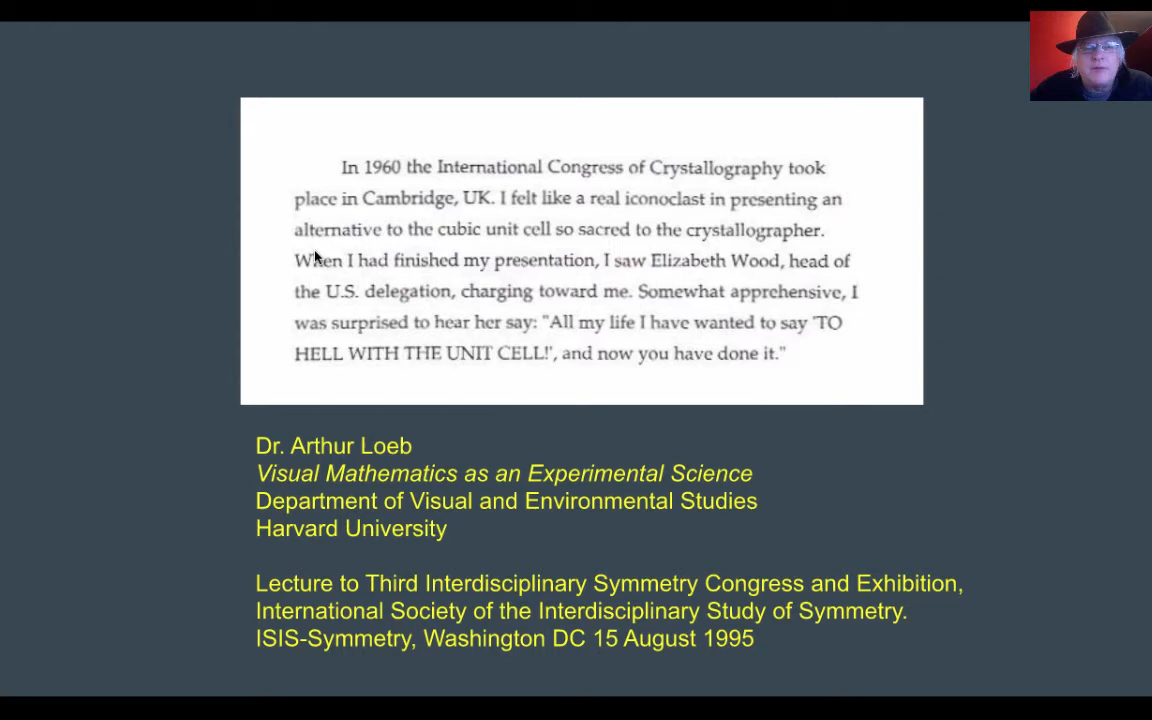 In 1960 the International Congress of Crystallography took
place in Cambridge, UK. I felt like a real iconoclast in presenting an
alternative to the cubic unit cell so sacred to the crystallographer.
When I had finished my presentation, I saw Elizabeth Wood, head of
the U.S. delegation, charging toward me. Somewhat apprehensive, I
was surprised to hear her say: "All my life I have wanted to say 'TO
HELL WITH THE UNIT CELL!', and now you have done it."
Dr. Arthur Loeb
Visual Mathematics as an Experimental Science
Department of Visual and Environmental Studies
Harvard University
Lecture to Third Interdisciplinary Symmetry Congress and Exhibition,
International Society of the Interdisciplinary Study of Symmetry.
ISIS-Symmetry, Washington DC 15 August 1995